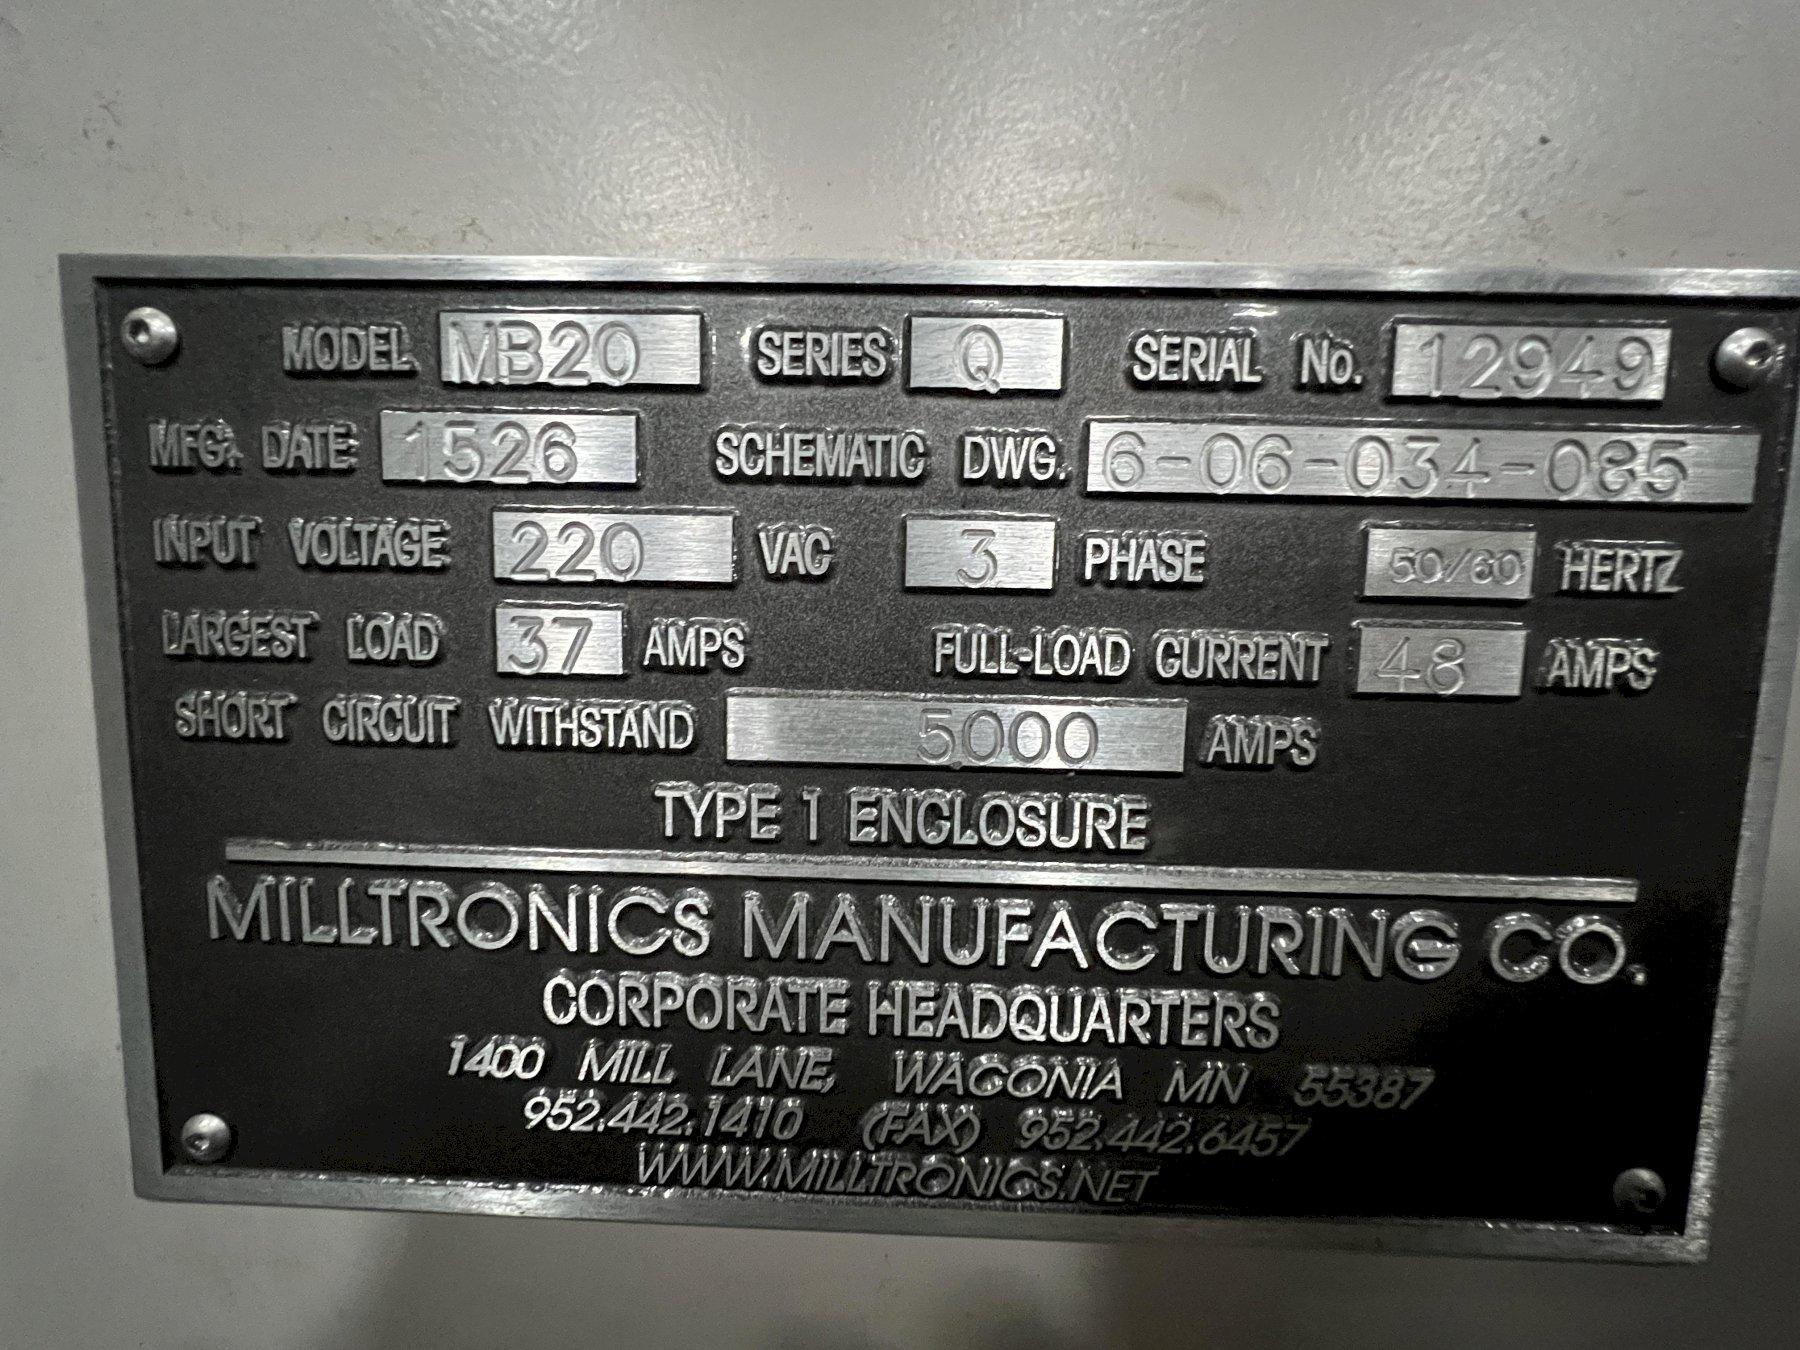 MODEL MB20 SERIES Q SERIAL No. 12949
MFG. DATE 1526 SCHEMATIC DWG. 6-06-034-085
INPUT VOLTAGE 220 VAC 3 PHASE 50/60 HERTZ
LARGEST LOAD 37 AMPS FULL-LOAD CURRENT 48 AMPS
SHORT CIRCUIT WITHSTAND 5000 AMPS
TYPE 1 ENCLOSURE
MILLTRONICS MANUFACTURING CO.
CORPORATE HEADQUARTERS
1400 MILL LANE, WACONIA MN 55387
952.442.1410 (FAX) 952.442.6457
WWW.MILLTRONICS.NET